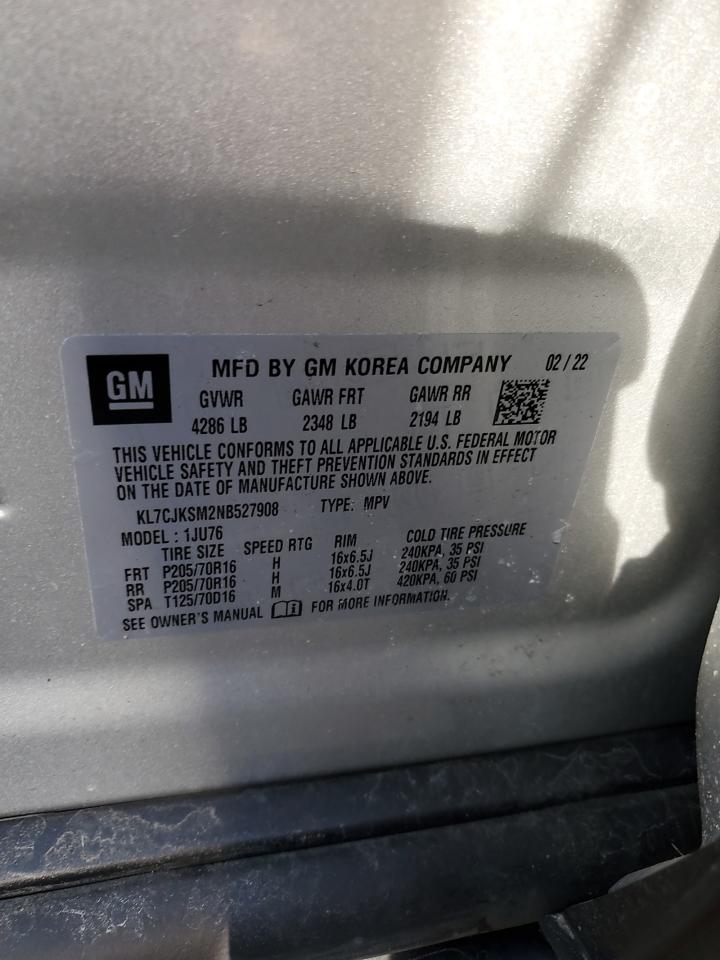 GM MFD BY GM KOREA COMPANY 02 / 22
GVWR GAWR FRT GAWR RR
4286 LB 2348 LB 2194 LB
THIS VEHICLE CONFORMS TO ALL APPLICABLE U.S. FEDERAL MOTOR
VEHICLE SAFETY AND THEFT PREVENTION STANDARDS IN EFFECT
ON THE DATE OF MANUFACTURE SHOWN ABOVE.
KL7CJKSM2NB527908 TYPE: MPV
MODEL : 1JU76
TIRE SIZE SPEED RTG RIM COLD TIRE PRESSURE
FRT P205/70R16 H 16x6.5J 240KPA, 35 PSI
RR P205/70R16 H 16x6.5J 240KPA, 35 PSI
SPA T125/70D16 M 16x4.0T 420KPA, 60 PSI
SEE OWNER'S MANUAL FOR MORE INFORMATION.